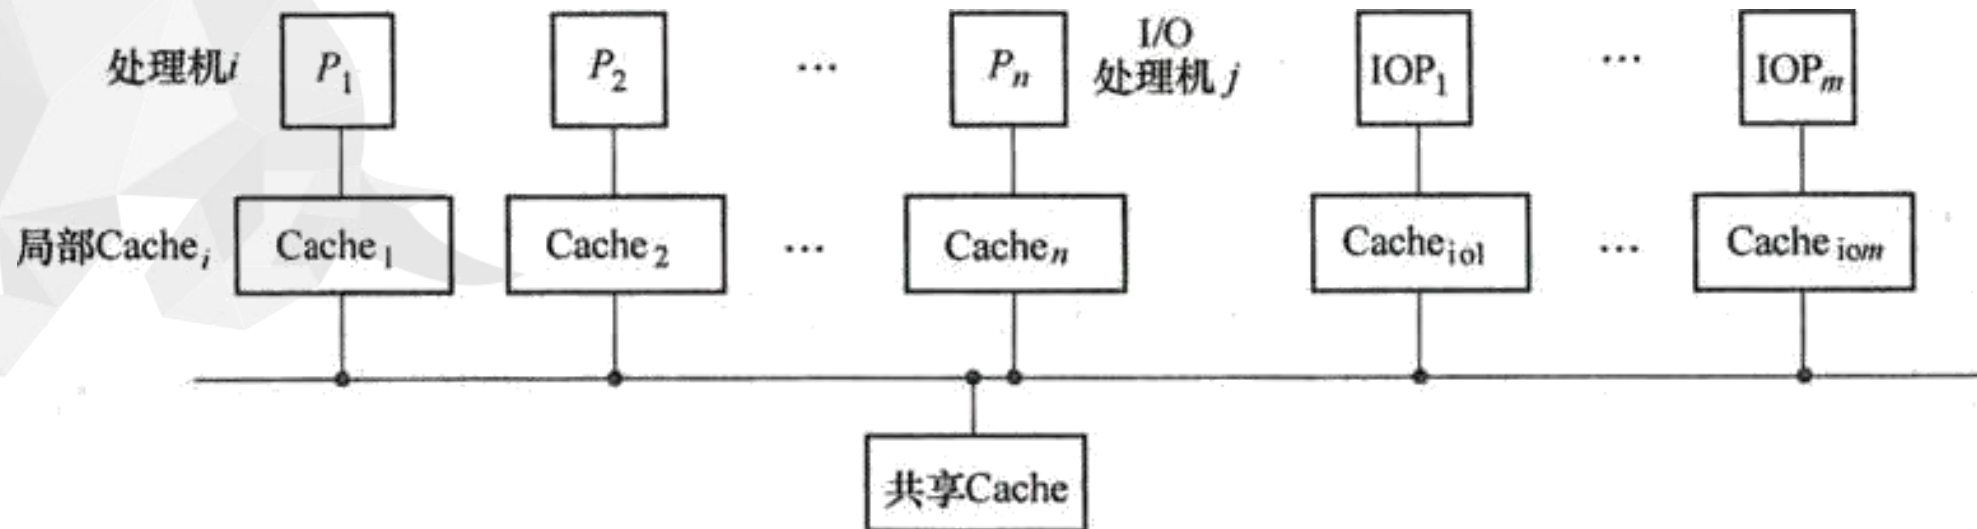 处理机i P1 P2 … Pn I/O 处理机j IOP1 … IOPm
局部Cachei Cache1 Cache2 … Cachen Cacheio1 … Cacheiom
共享Cache